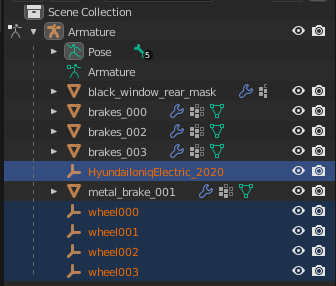 Scene Collection
Armature
Pose 5
Armature
black_window_rear_mask
brakes_000
brakes_002
brakes_003
HyundaiIoniqElectric_2020
metal_brake_001
wheel000
wheel001
wheel002
wheel003